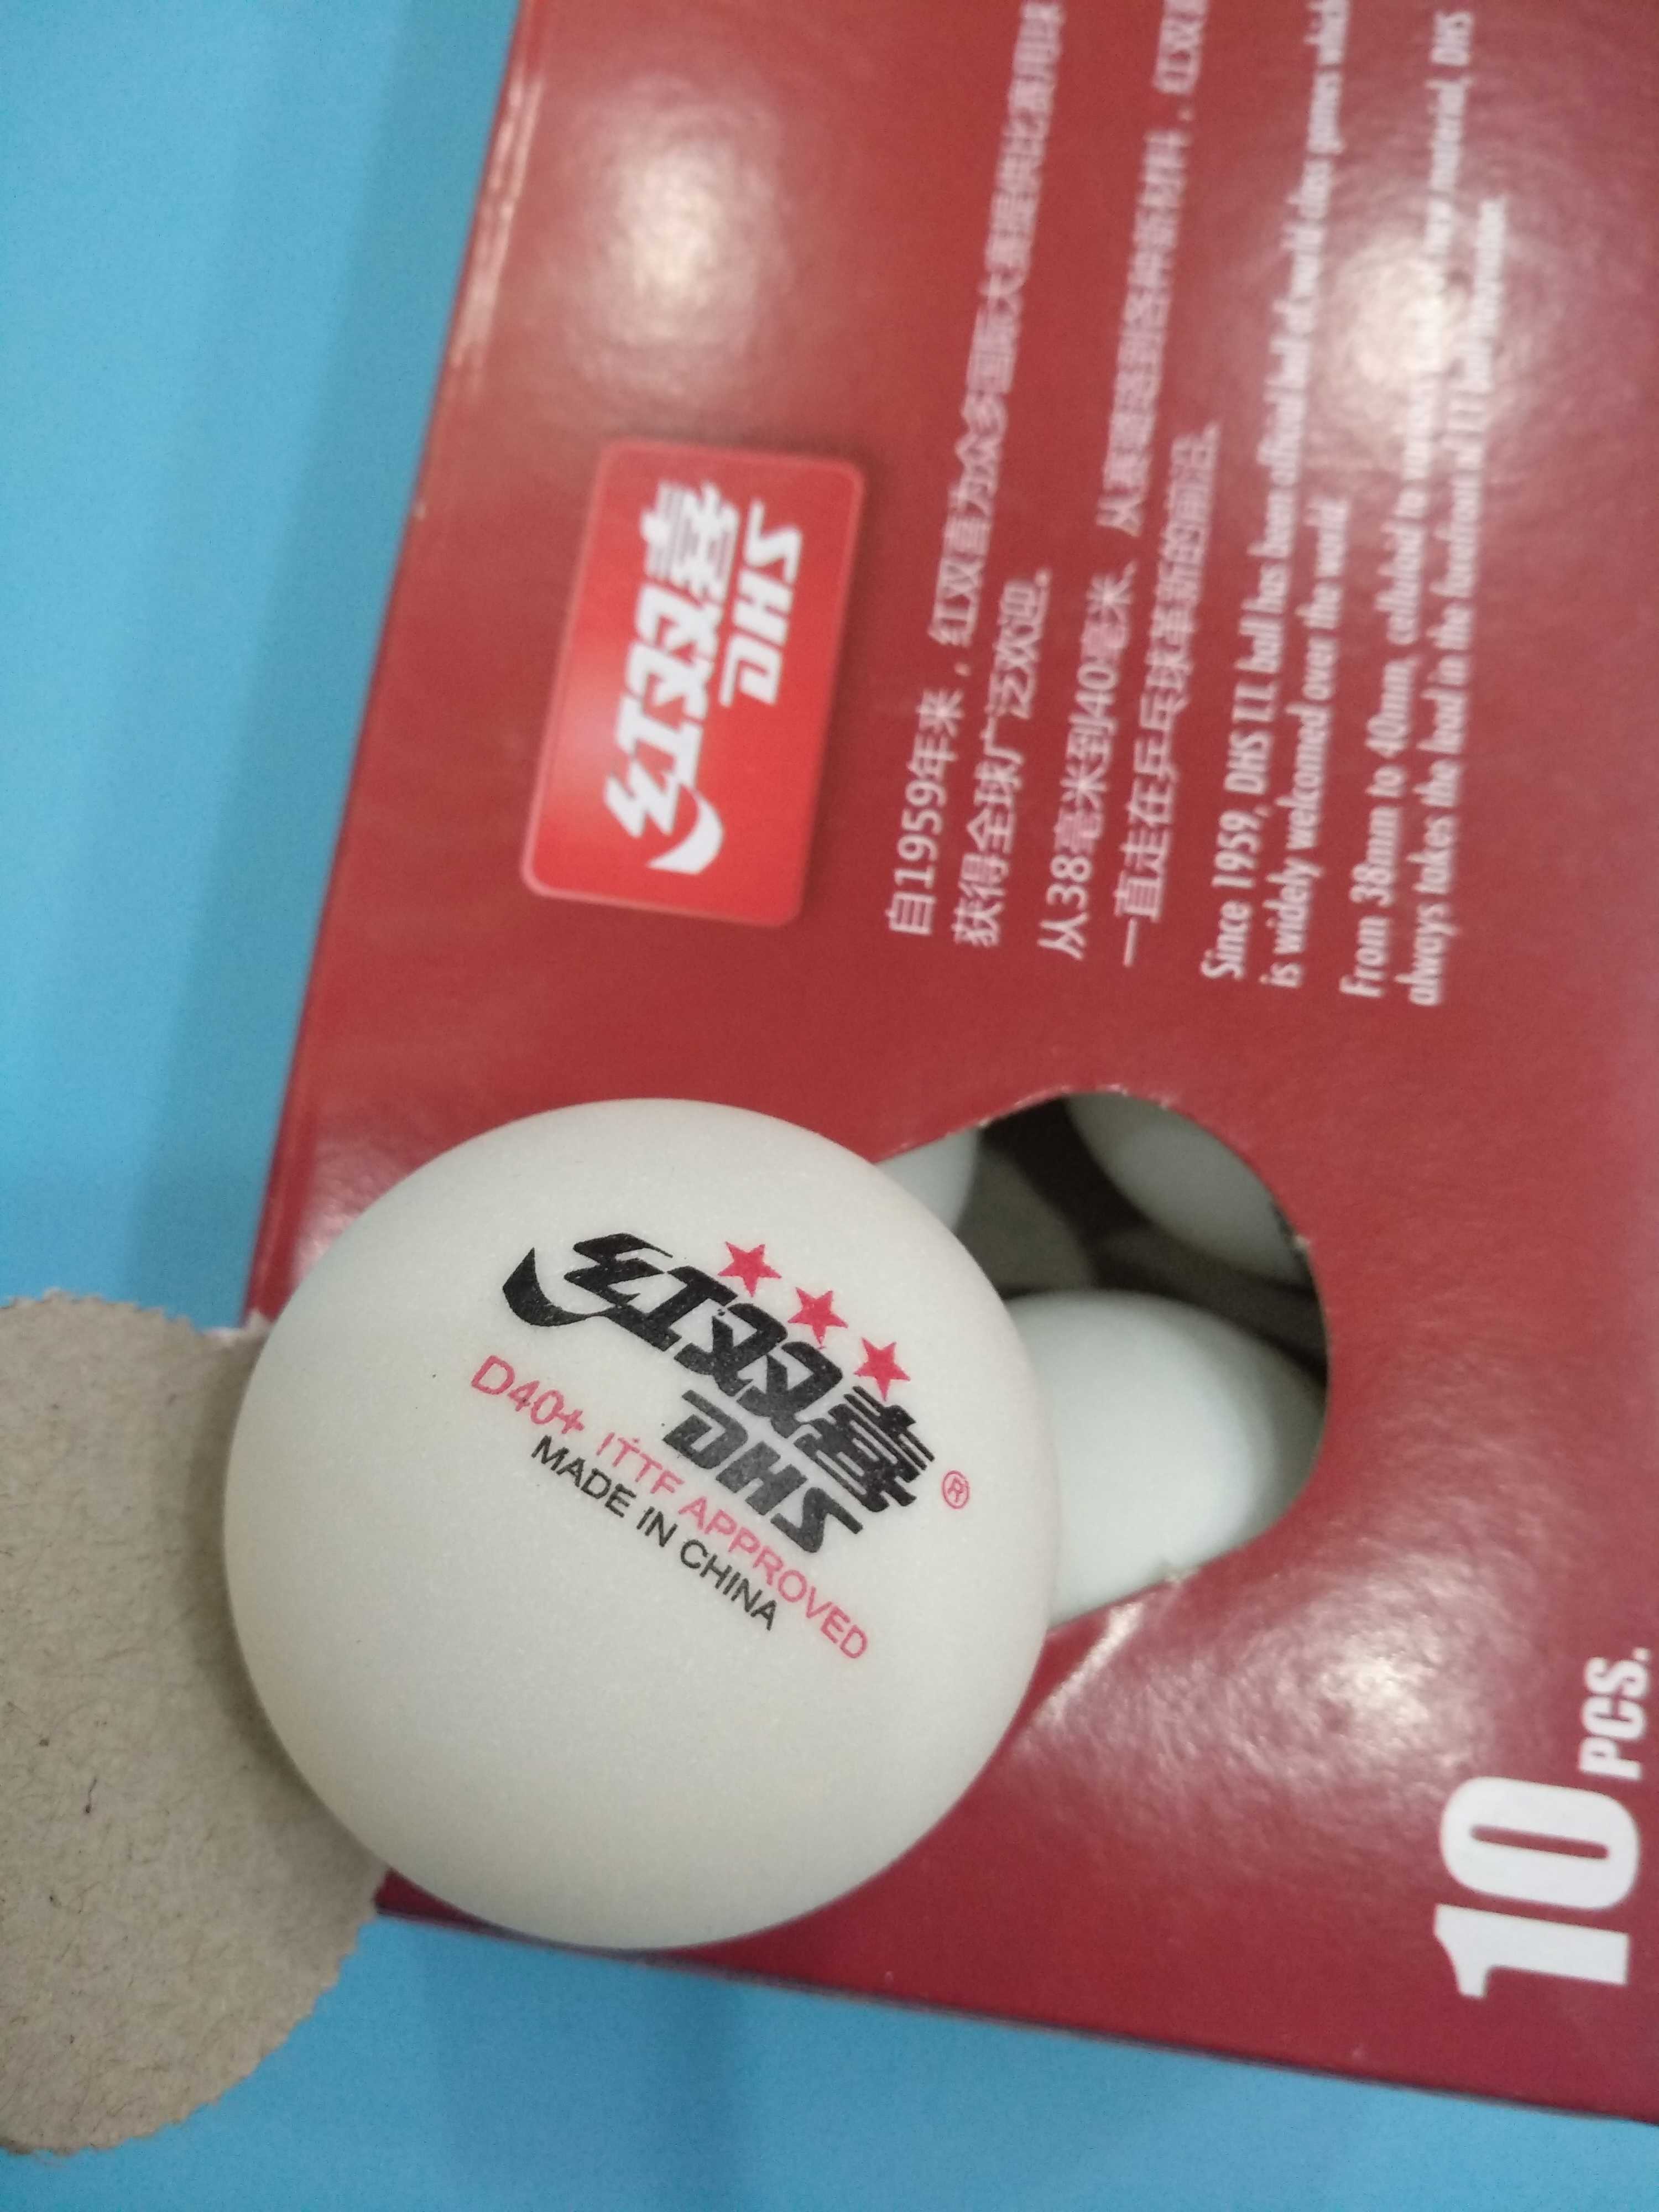 红双喜
DHS
自1959年来，红双喜为众多国际大赛提供比赛用球
获得全球广泛欢迎。
从38毫米到40毫米、从赛璐珞到各种新材料，红双
一直走在乒乓球革新的前沿。
Since 1959, DHS T.T. ball has been official ball of world class games which
is widely welcomed over the world
From 38mm to 40mm, celluloid to new material, DHS
always takes the lead in the forefront of T.T ball innovation.
红双喜
DHS
®
D40+ ITTF APPROVED
MADE IN CHINA
10 PCS.